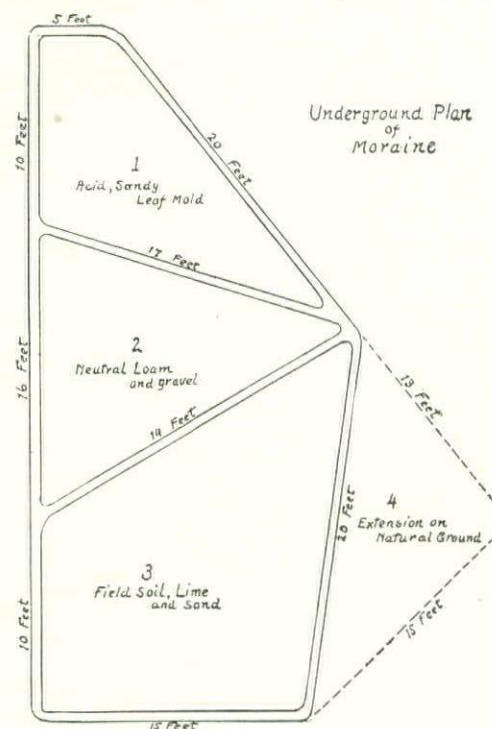 5 Feet
Underground Plan
of
Moraine
10 Feet
20 Feet
1
Acid, Sandy
Leaf Mold
17 Feet
2
Neutral Loam
and gravel
16 Feet
13 Feet
19 Feet
4
Extension on
Natural Ground
20 Feet
3
Field Soil, Lime
and Sand
10 Feet
15 Feet
15 Feet